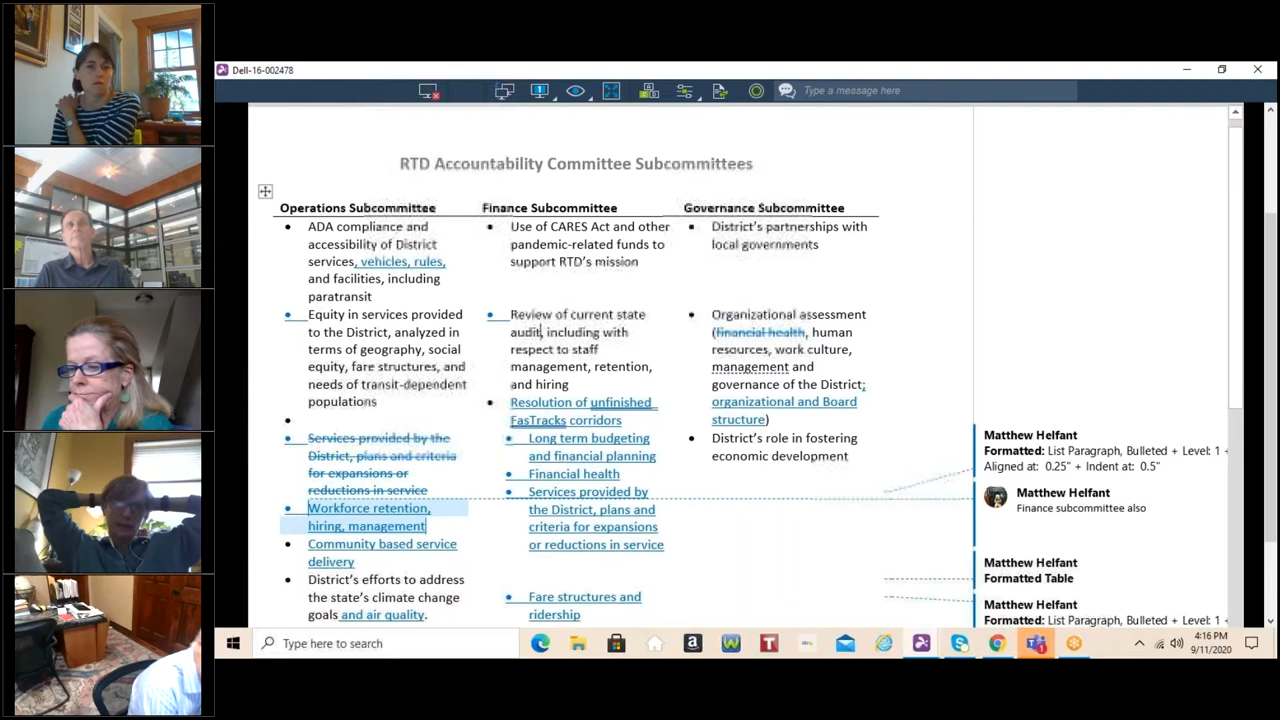 Dell-16-002478
Type a message here
RTD Accountability Committee Subcommittees
Operations Subcommittee
ADA compliance and
accessibility of District
services, vehicles, rules,
and facilities, including
paratransit
Equity in services provided
to the District, analyzed in
terms of geography, social
equity, fare structures, and
needs of transit-dependent
populations
Services provided by the
District, plans and criteria
for expansions or
reductions in service
Workforce retention,
hiring, management
Community based service
delivery
District's efforts to address
the state's climate change
goals and air quality.
Finance Subcommittee
Use of CARES Act and other
pandemic-related funds to
support RTD's mission
Review of current state
audit, including with
respect to staff
management, retention,
and hiring
Resolution of unfinished
FasTracks corridors
Long term budgeting
and financial planning
Financial health
Services provided by
the District, plans and
criteria for expansions
or reductions in service
Fare structures and
ridership
Governance Subcommittee
District's partnerships with
local governments
Organizational assessment
(financial health, human
resources, work culture,
management and
governance of the District;
organizational and Board
structure)
District's role in fostering
economic development
Matthew Helfant
Formatted: List Paragraph, Bulleted + Level: 1 +
Aligned at: 0.25" + Indent at: 0.5"
Matthew Helfant
Finance subcommittee also
Matthew Helfant
Formatted Table
Matthew Helfant
Formatted: List Paragraph, Bulleted + Level: 1 +
Type here to search
4:16 PM
9/11/2020